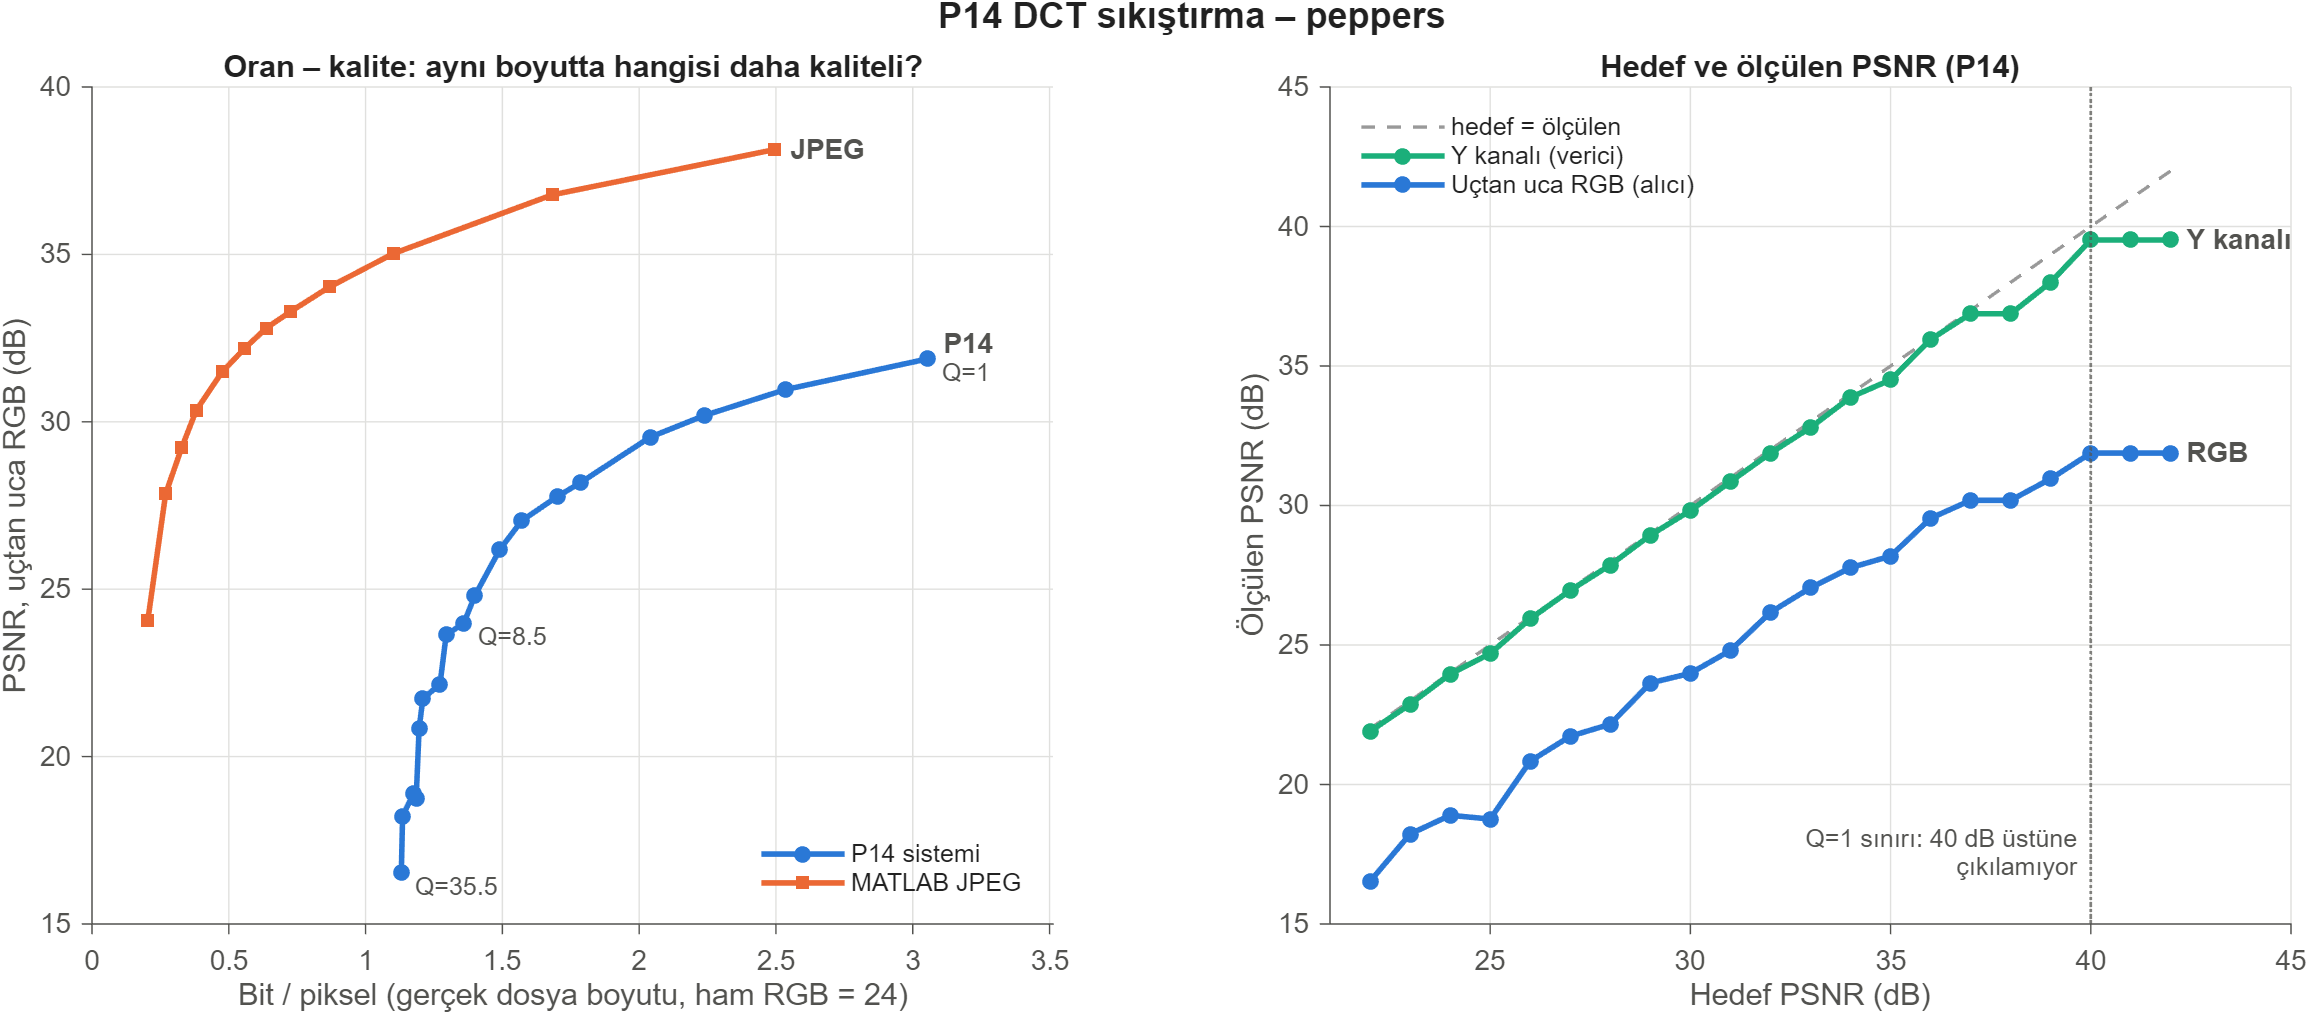 P14 DCT sıkıştırma – peppers
Oran – kalite: aynı boyutta hangisi daha kaliteli?
40
35
30
25
20
15
PSNR, uçtan uca RGB (dB)
JPEG
P14
Q=1
Q=8.5
Q=35.5
P14 sistemi
MATLAB JPEG
0
0.5
1
1.5
2
2.5
3
3.5
Bit / piksel (gerçek dosya boyutu, ham RGB = 24)
Hedef ve ölçülen PSNR (P14)
45
40
35
30
25
20
15
Ölçülen PSNR (dB)
hedef = ölçülen
Y kanalı (verici)
Uçtan uca RGB (alıcı)
Y kanalı
RGB
Q=1 sınırı: 40 dB üstüne
çıkılamıyor
25
30
35
40
45
Hedef PSNR (dB)